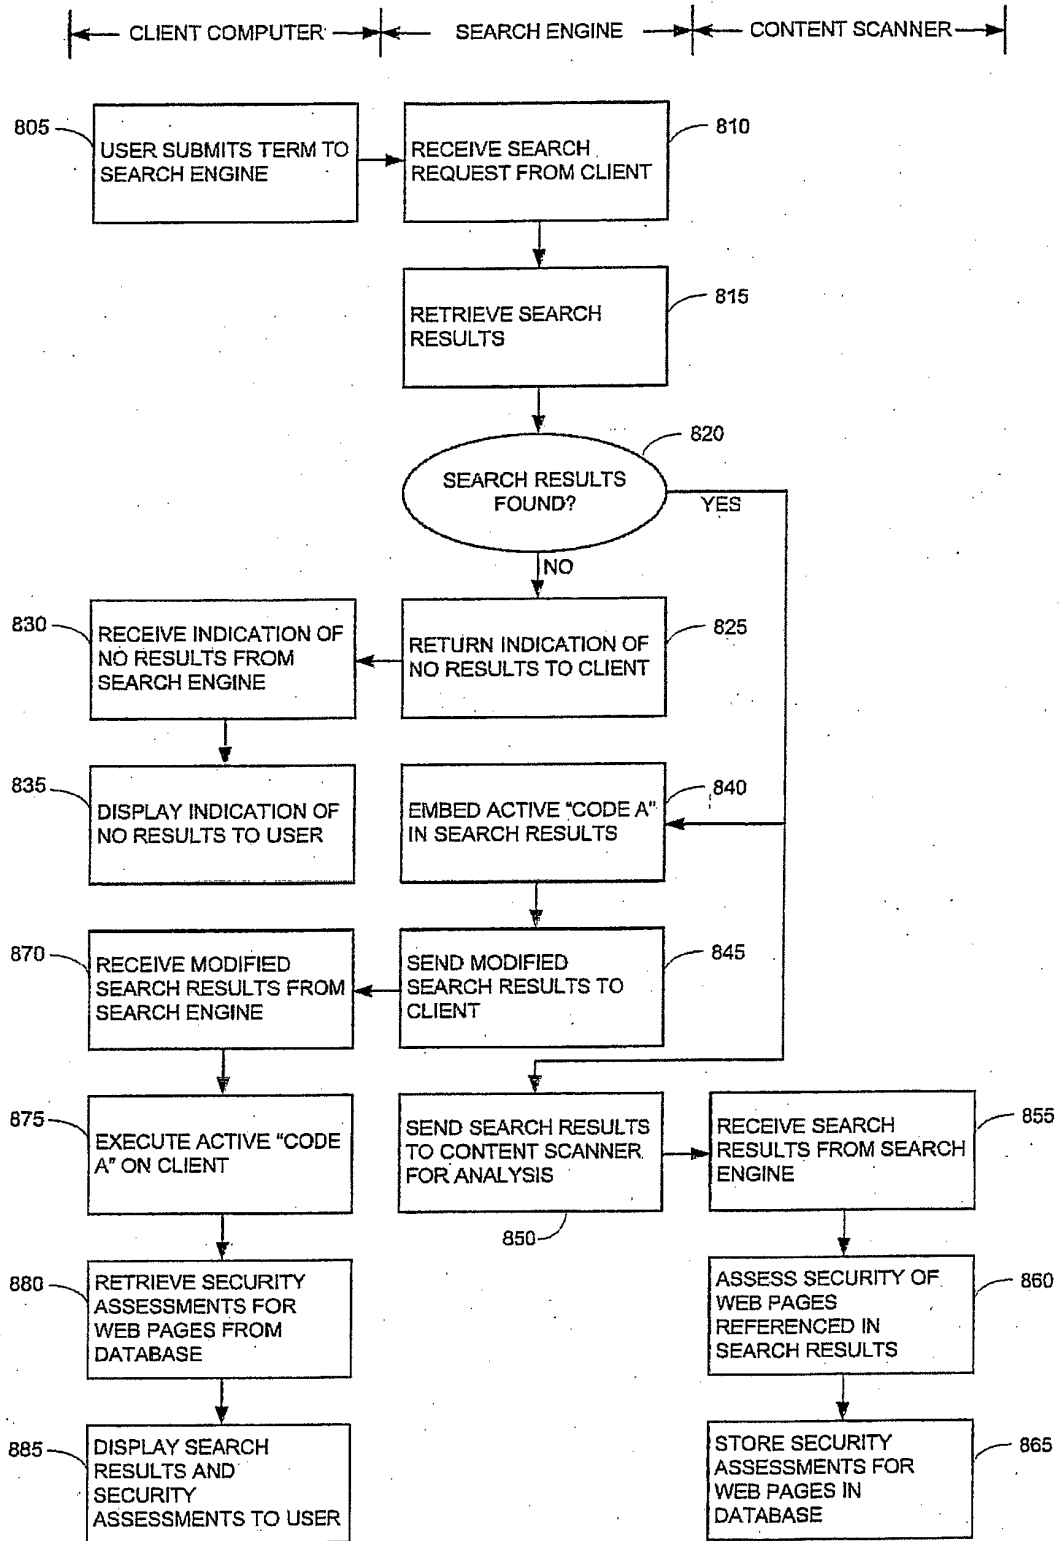 CLIENT COMPUTER SEARCH ENGINE CONTENT SCANNER
805
USER SUBMITS TERM TO
SEARCH ENGINE
810
RECEIVE SEARCH
REQUEST FROM CLIENT
815
RETRIEVE SEARCH
RESULTS
820
SEARCH RESULTS
FOUND?
YES
NO
830
RECEIVE INDICATION OF
NO RESULTS FROM
SEARCH ENGINE
825
RETURN INDICATION OF
NO RESULTS TO CLIENT
835
DISPLAY INDICATION OF
NO RESULTS TO USER
840
EMBED ACTIVE "CODE A"
IN SEARCH RESULTS
870
RECEIVE MODIFIED
SEARCH RESULTS FROM
SEARCH ENGINE
845
SEND MODIFIED
SEARCH RESULTS TO
CLIENT
875
EXECUTE ACTIVE "CODE
A" ON CLIENT
SEND SEARCH RESULTS
TO CONTENT SCANNER
FOR ANALYSIS
850
855
RECEIVE SEARCH
RESULTS FROM SEARCH
ENGINE
880
RETRIEVE SECURITY
ASSESSMENTS FOR
WEB PAGES FROM
DATABASE
860
ASSESS SECURITY OF
WEB PAGES
REFERENCED IN
SEARCH RESULTS
885
DISPLAY SEARCH
RESULTS AND
SECURITY
ASSESSMENTS TO USER
865
STORE SECURITY
ASSESSMENTS FOR
WEB PAGES IN
DATABASE